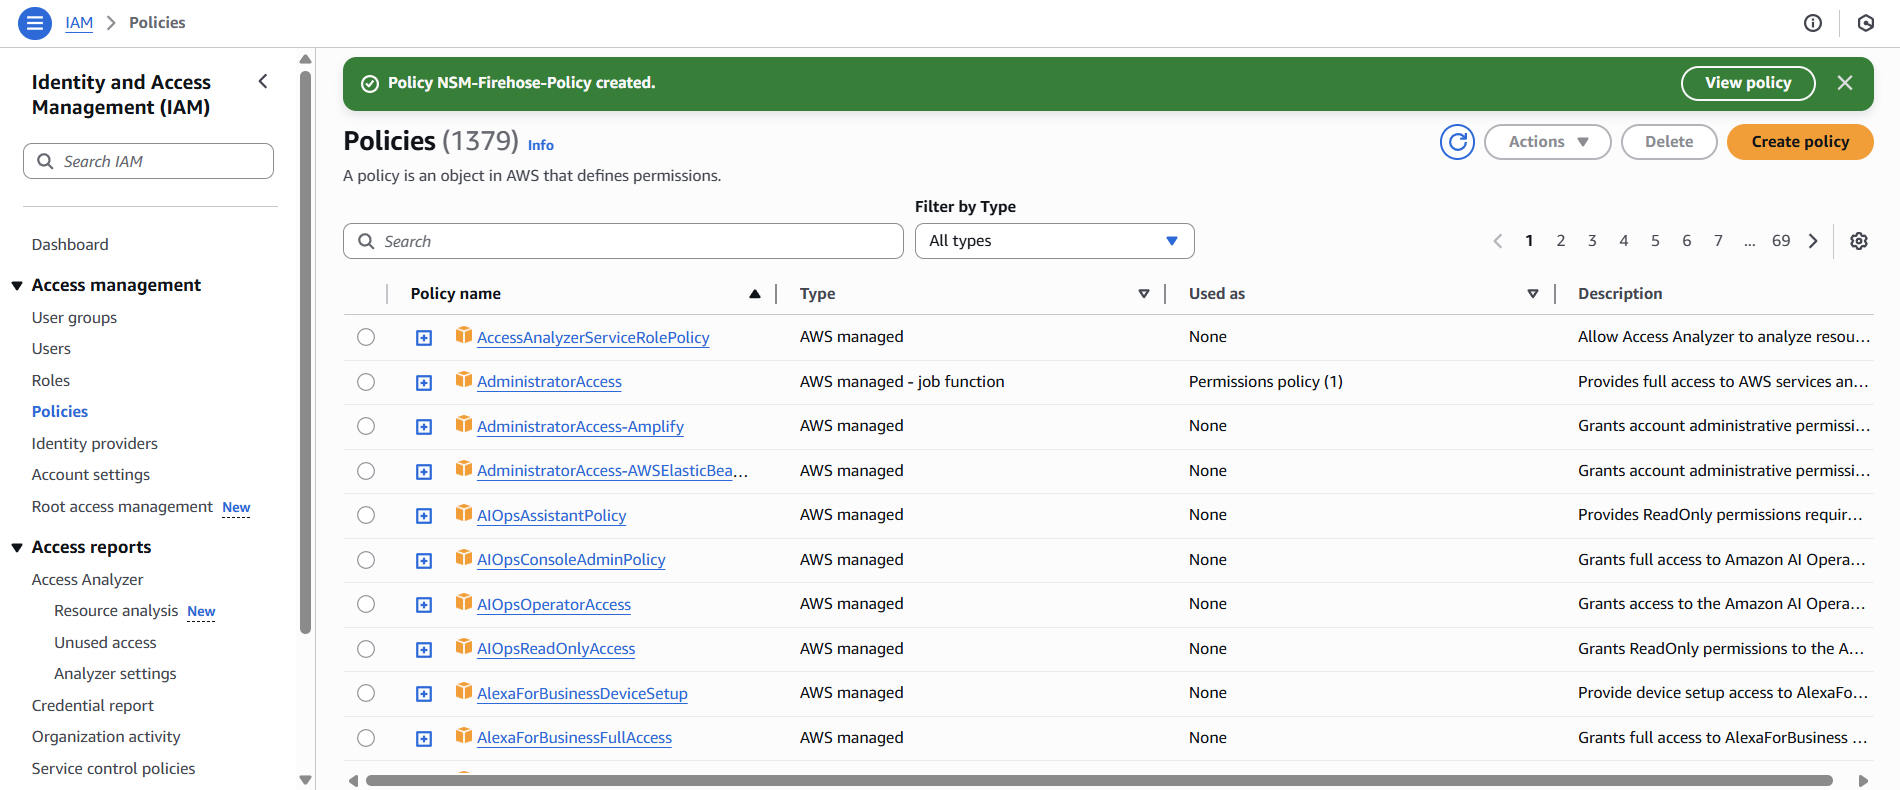 IAM > Policies
Identity and Access
Management (IAM)
Search IAM
Dashboard
Access management
User groups
Users
Roles
Policies
Identity providers
Account settings
Root access management New
Access reports
Access Analyzer
Resource analysis New
Unused access
Analyzer settings
Credential report
Organization activity
Service control policies
Policy NSM-Firehose-Policy created.
View policy
Policies (1379) Info
Actions
Delete
Create policy
A policy is an object in AWS that defines permissions.
Filter by Type
Search
All types
1 2 3 4 5 6 7 ... 69
Policy name Type Used as Description
AccessAnalyzerServiceRolePolicy AWS managed None Allow Access Analyzer to analyze resou...
AdministratorAccess AWS managed - job function Permissions policy (1) Provides full access to AWS services an...
AdministratorAccess-Amplify AWS managed None Grants account administrative permissi...
AdministratorAccess-AWSElasticBea... AWS managed None Grants account administrative permissi...
AIOpsAssistantPolicy AWS managed None Provides ReadOnly permissions requir...
AIOpsConsoleAdminPolicy AWS managed None Grants full access to Amazon AI Opera...
AIOpsOperatorAccess AWS managed None Grants access to the Amazon AI Opera...
AIOpsReadOnlyAccess AWS managed None Grants ReadOnly permissions to the A...
AlexaForBusinessDeviceSetup AWS managed None Provide device setup access to AlexaFo...
AlexaForBusinessFullAccess AWS managed None Grants full access to AlexaForBusiness ...